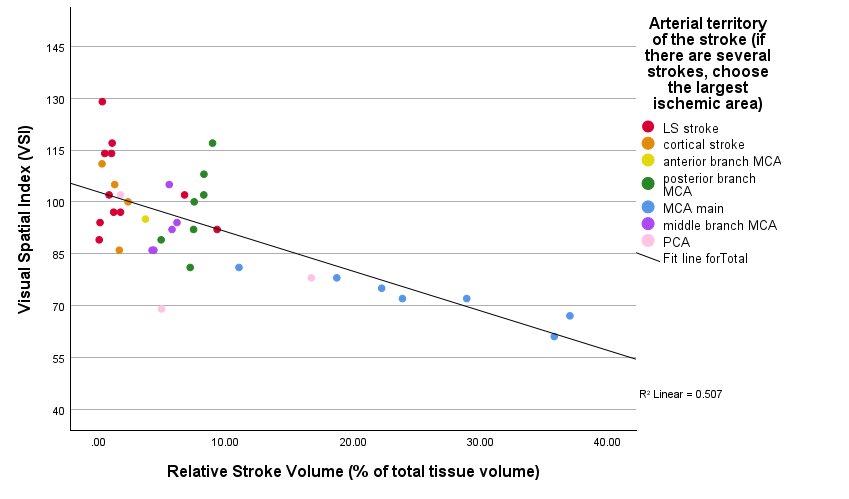 Arterial territory
of the stroke (if
there are several
strokes, choose
the largest
ischemic area)
LS stroke
cortical stroke
anterior branch MCA
posterior branch
MCA
MCA main
middle branch MCA
PCA
Fit line forTotal
R² Linear = 0.507
Visual Spatial Index (VSI)
145
130
115
100
85
70
55
40
.00 10.00 20.00 30.00 40.00
Relative Stroke Volume (% of total tissue volume)